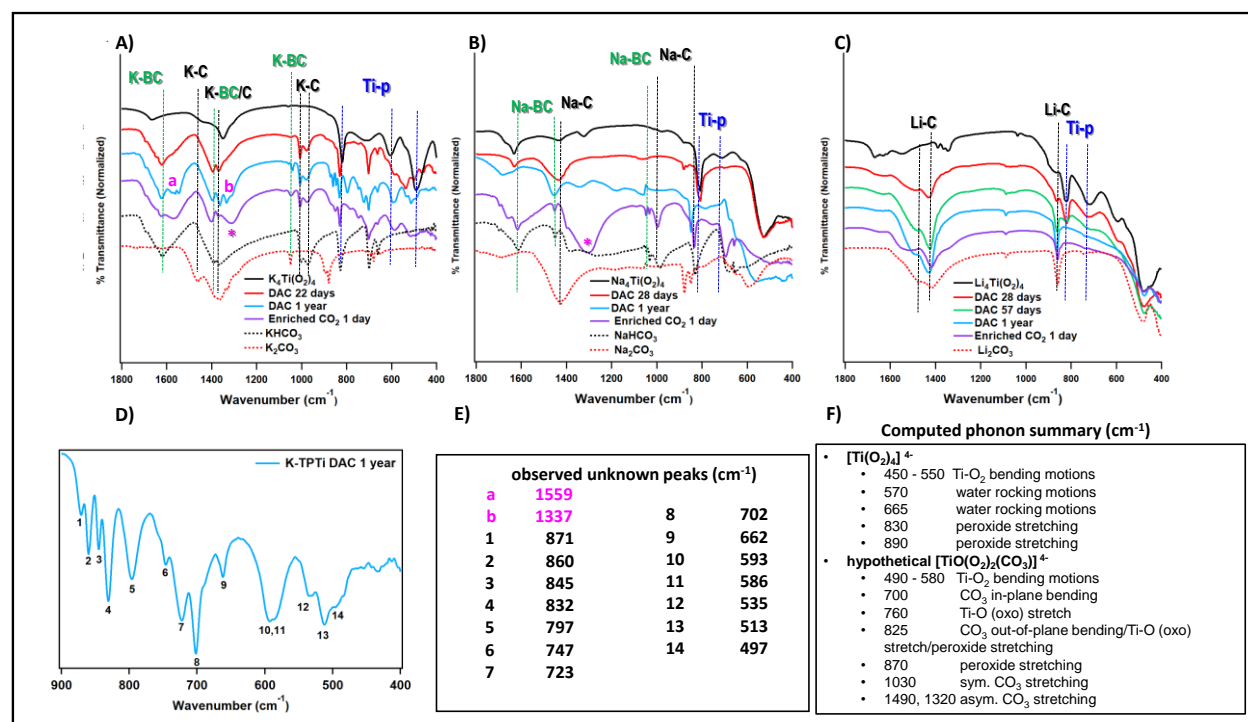 A)
B)
C)
K-BC
K-C
K-BC/C
K-BC
K-C
Ti-p
a
b
*
% Transmittance (Normalized)
K₄Ti(O₂)₄
DAC 22 days
DAC 1 year
Enriched CO₂ 1 day
KHCO₃
K₂CO₃
1800 1600 1400 1200 1000 800 600 400
Wavenumber (cm⁻¹)
Na-BC
Na-C
Na-BC
Na-C
Ti-p
*
% Transmittance (Normalized)
Na₄Ti(O₂)₄
DAC 28 days
DAC 1 year
Enriched CO₂ 1 day
NaHCO₃
Na₂CO₃
1800 1600 1400 1200 1000 800 600 400
Wavenumber (cm⁻¹)
Li-C
Li-C
Ti-p
% Transmittance (Normalized)
Li₄Ti(O₂)₄
DAC 28 days
DAC 57 days
DAC 1 year
Enriched CO₂ 1 day
Li₂CO₃
1800 1600 1400 1200 1000 800 600 400
Wavenumber (cm⁻¹)
D)
K-TPTi DAC 1 year
1
2
3
4
5
6
7
8
9
10,11
12
13
14
900 800 700 600 500 400
Wavenumber (cm⁻¹)
E)
observed unknown peaks (cm⁻¹)
a 1559
b 1337
1 871
2 860
3 845
4 832
5 797
6 747
7 723
8 702
9 662
10 593
11 586
12 535
13 513
14 497
F)
Computed phonon summary (cm⁻¹)
• [Ti(O₂)₄] ⁴⁻
• 450 - 550 Ti-O₂ bending motions
• 570 water rocking motions
• 665 water rocking motions
• 830 peroxide stretching
• 890 peroxide stretching
• hypothetical [TiO(O₂)₂(CO₃)] ⁴⁻
• 490 - 580 Ti-O₂ bending motions
• 700 CO₃ in-plane bending
• 760 Ti-O (oxo) stretch
• 825 CO₃ out-of-plane bending/Ti-O (oxo)
stretch/peroxide stretching
• 870 peroxide stretching
• 1030 sym. CO₃ stretching
• 1490, 1320 asym. CO₃ stretching